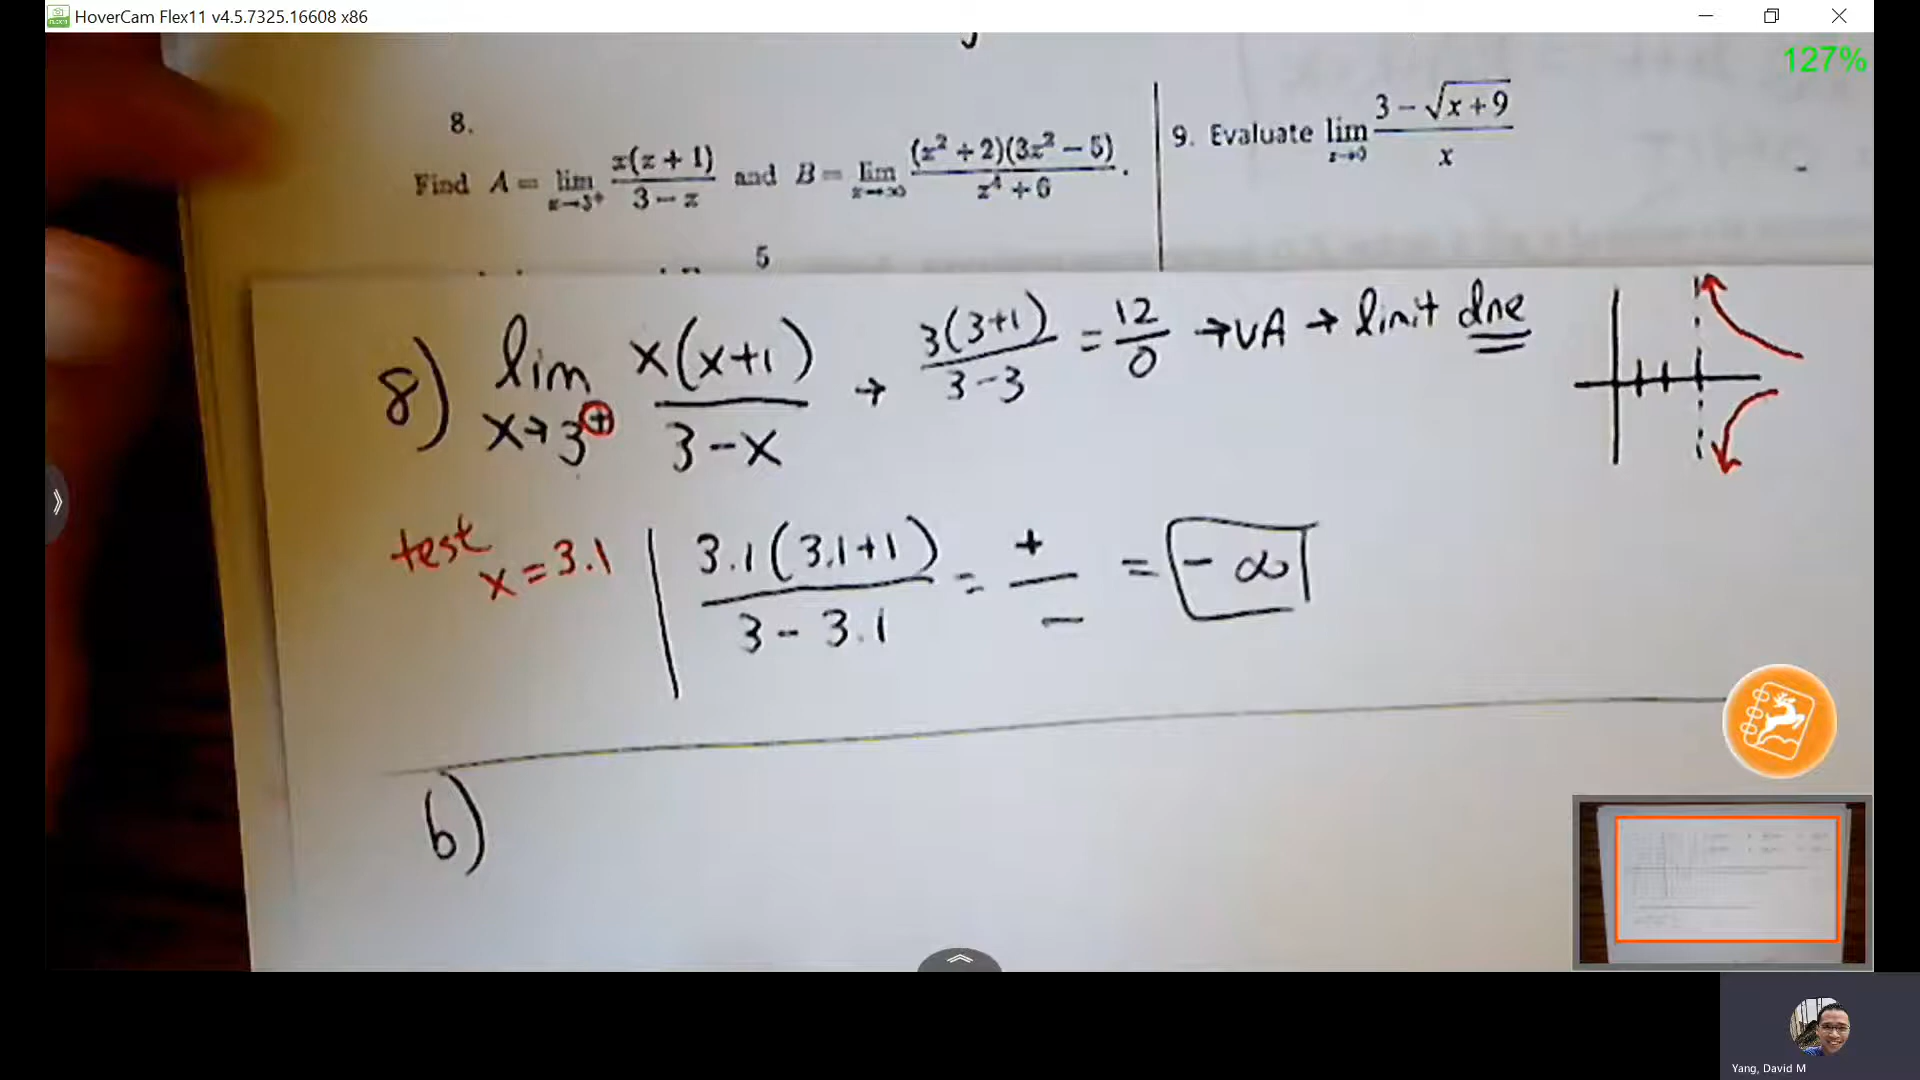 HoverCam Flex11 v4.5.7325.16608 x86
127%
8.
Find A = lim x→3⁺ x(x + 1) / 3 − x and B = lim x→∞ (x² + 2)(3x² − 5) / x⁴ + 6.
9. Evaluate lim x→0 3 − √x + 9 / x
5
8) lim x→3⁺ x(x+1) / 3−x → 3(3+1) / 3−3 = 12/0 → VA → limit dne
test x = 3.1 | 3.1(3.1+1) / 3 − 3.1 = + / − = − ∞
b)
Yang, David M